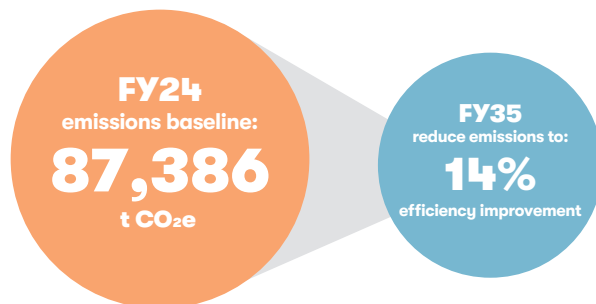 FY24
emissions baseline:
87,386
t CO₂e
FY35
reduce emissions to:
14%
efficiency improvement